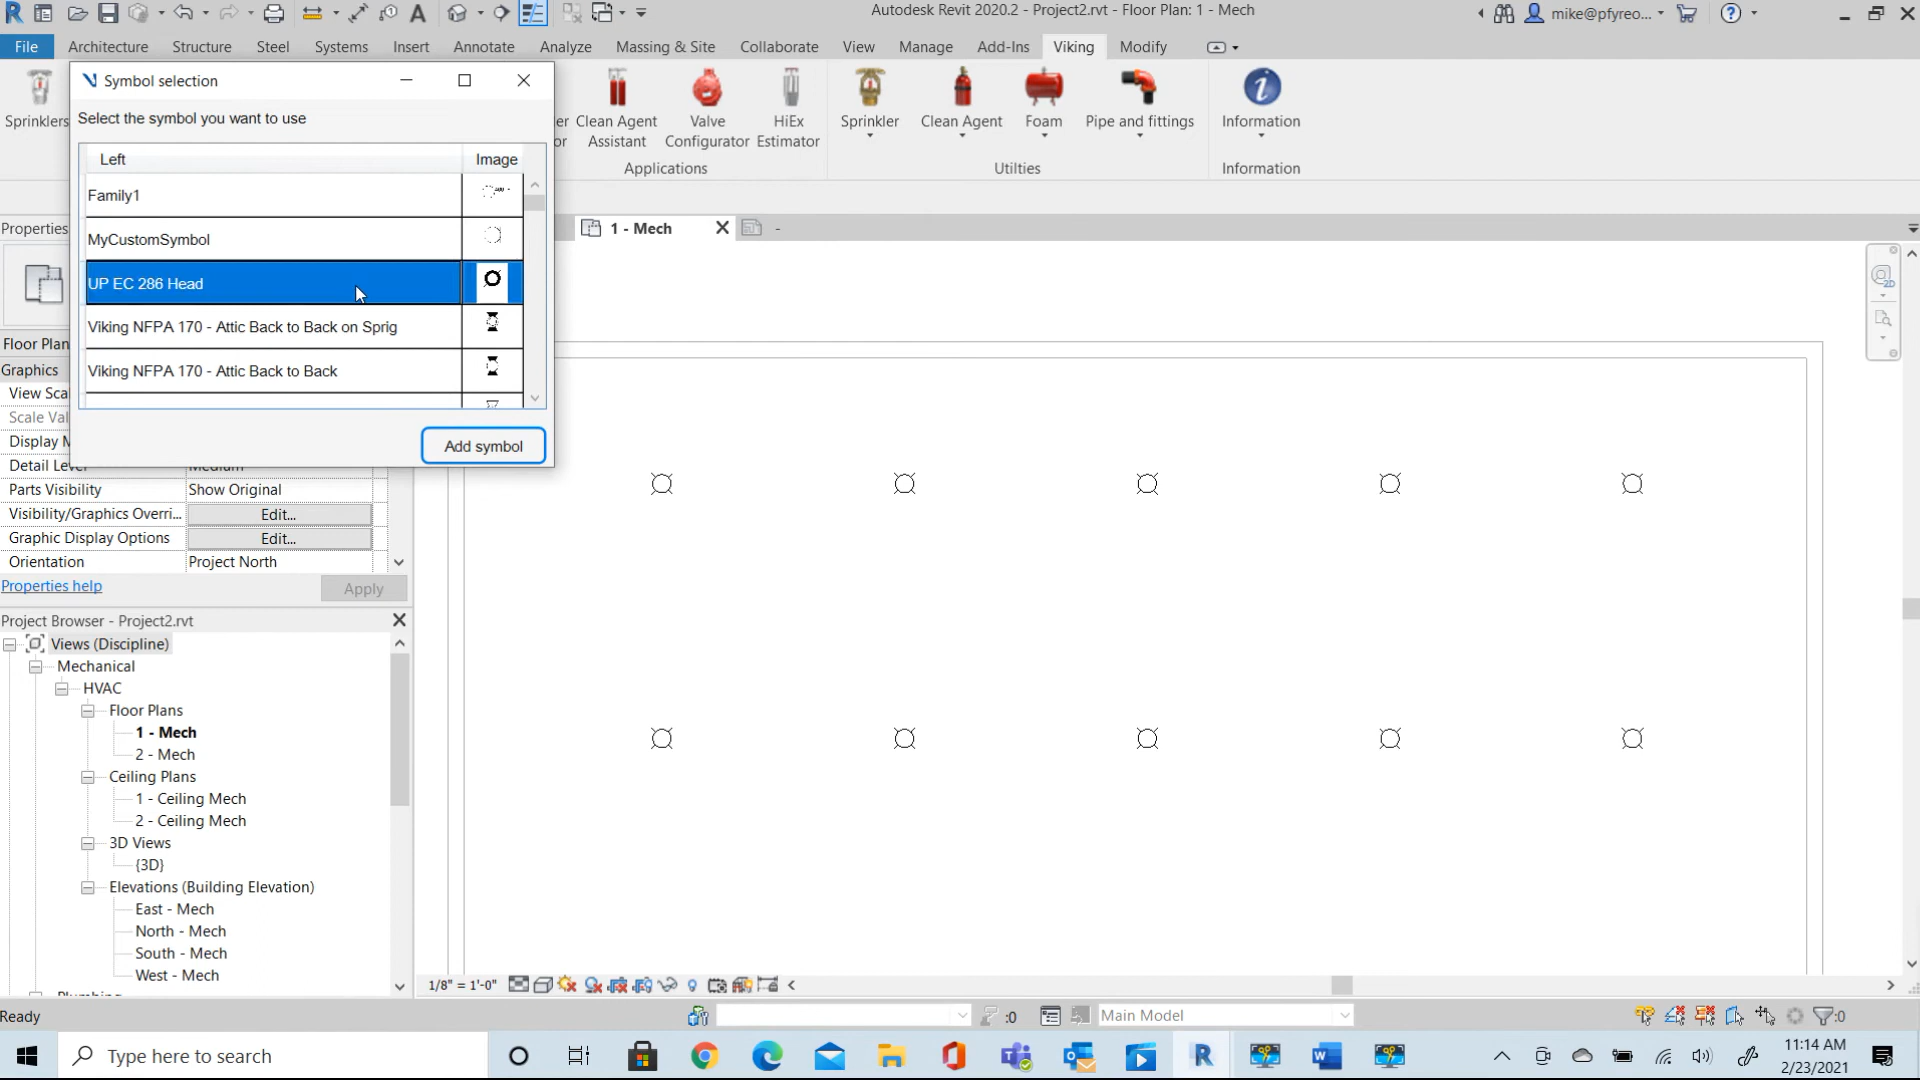 Autodesk Revit 2020.2 - Project2.rvt - Floor Plan: 1 - Mech
mike@pfyreo...
File Architecture Structure Steel Systems Insert Annotate Analyze Massing & Site Collaborate View Manage Add-Ins Viking Modify
Symbol selection
Select the symbol you want to use
Left Image
Family1
MyCustomSymbol
UP EC 286 Head
Viking NFPA 170 - Attic Back to Back on Sprig
Viking NFPA 170 - Attic Back to Back
Add symbol
Sprinklers
Clean Agent
Assistant
Valve
Configurator
HiEx
Estimator
Applications
Sprinkler
Clean Agent
Foam
Pipe and fittings
Utilties
Information
Information
Properties
1 - Mech
-
Floor Plan
Graphics
View Sca
Scale Val
Display M
Detail Level Medium
Parts Visibility Show Original
Visibility/Graphics Overri... Edit...
Graphic Display Options Edit...
Orientation Project North
Properties help Apply
Project Browser - Project2.rvt
Views (Discipline)
Mechanical
HVAC
Floor Plans
1 - Mech
2 - Mech
Ceiling Plans
1 - Ceiling Mech
2 - Ceiling Mech
3D Views
{3D}
Elevations (Building Elevation)
East - Mech
North - Mech
South - Mech
West - Mech
1/8" = 1'-0"
Ready
:0
Main Model
:0
Type here to search
11:14 AM
2/23/2021